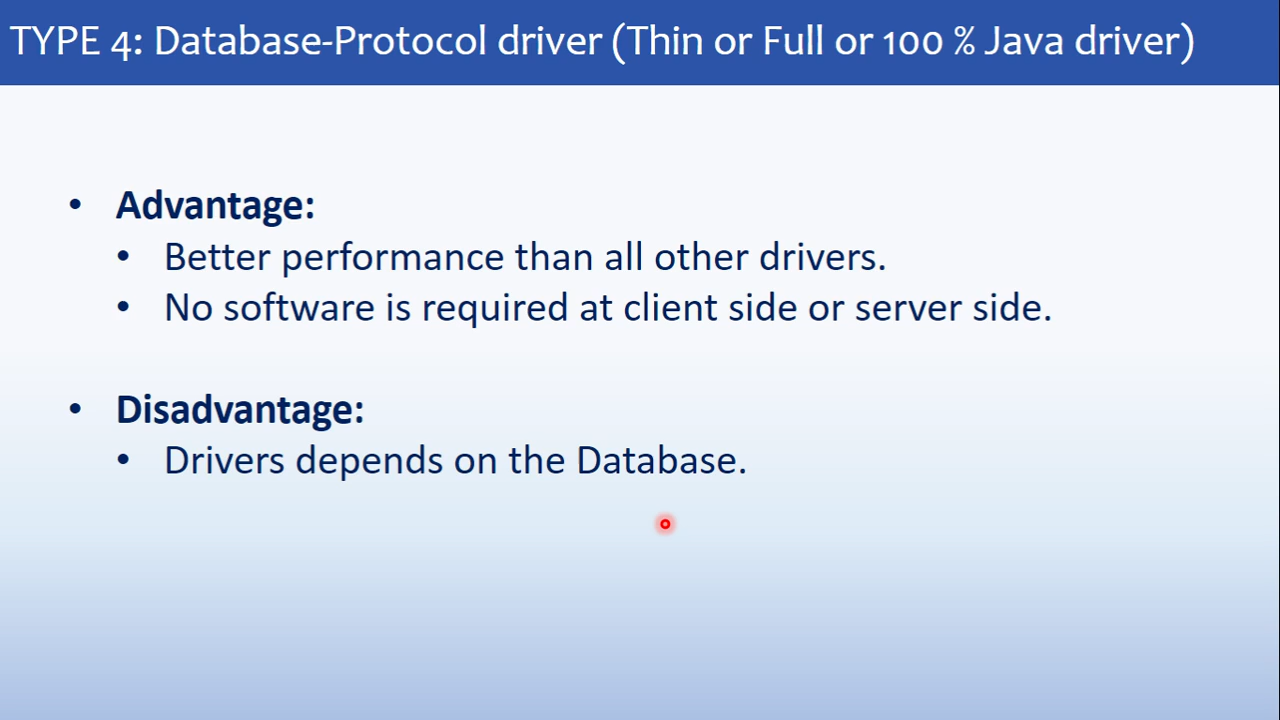 TYPE 4: Database-Protocol driver (Thin or Full or 100 % Java driver)
• Advantage:
• Better performance than all other drivers.
• No software is required at client side or server side.
• Disadvantage:
• Drivers depends on the Database.